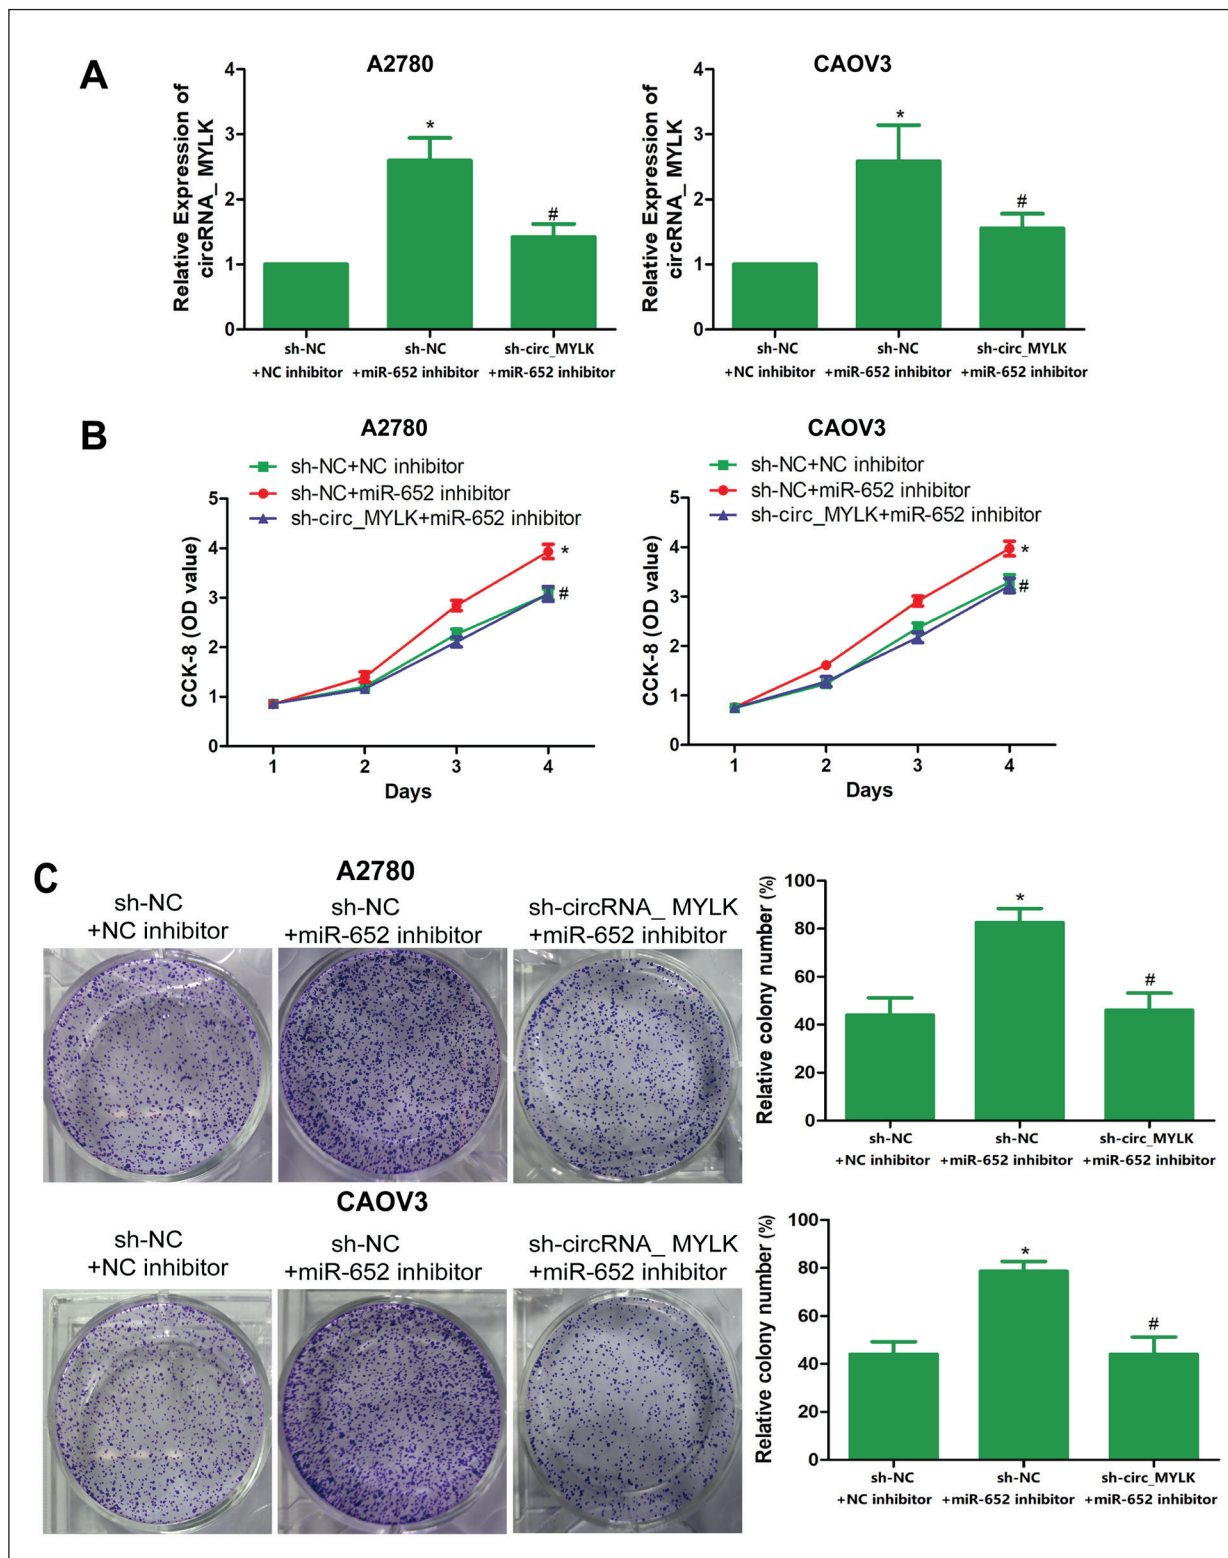 A
A2780
Relative Expression of
circRNA_ MYLK
4
3
2
1
0
*
#
sh-NC
+NC inhibitor
sh-NC
+miR-652 inhibitor
sh-circ_MYLK
+miR-652 inhibitor
CAOV3
Relative Expression of
circRNA_ MYLK
4
3
2
1
0
*
#
sh-NC
+NC inhibitor
sh-NC
+miR-652 inhibitor
sh-circ_MYLK
+miR-652 inhibitor
B
A2780
sh-NC+NC inhibitor
sh-NC+miR-652 inhibitor
sh-circ_MYLK+miR-652 inhibitor
CCK-8 (OD value)
5
4
3
2
1
0
*
#
1 2 3 4
Days
CAOV3
sh-NC+NC inhibitor
sh-NC+miR-652 inhibitor
sh-circ_MYLK+miR-652 inhibitor
CCK-8 (OD value)
5
4
3
2
1
0
*
#
1 2 3 4
Days
C
A2780
sh-NC
+NC inhibitor
sh-NC
+miR-652 inhibitor
sh-circRNA_ MYLK
+miR-652 inhibitor
Relative colony number (%)
100
80
60
40
20
0
*
#
sh-NC
+NC inhibitor
sh-NC
+miR-652 inhibitor
sh-circ_MYLK
+miR-652 inhibitor
CAOV3
sh-NC
+NC inhibitor
sh-NC
+miR-652 inhibitor
sh-circRNA_ MYLK
+miR-652 inhibitor
Relative colony number (%)
100
80
60
40
20
0
*
#
sh-NC
+NC inhibitor
sh-NC
+miR-652 inhibitor
sh-circ_MYLK
+miR-652 inhibitor